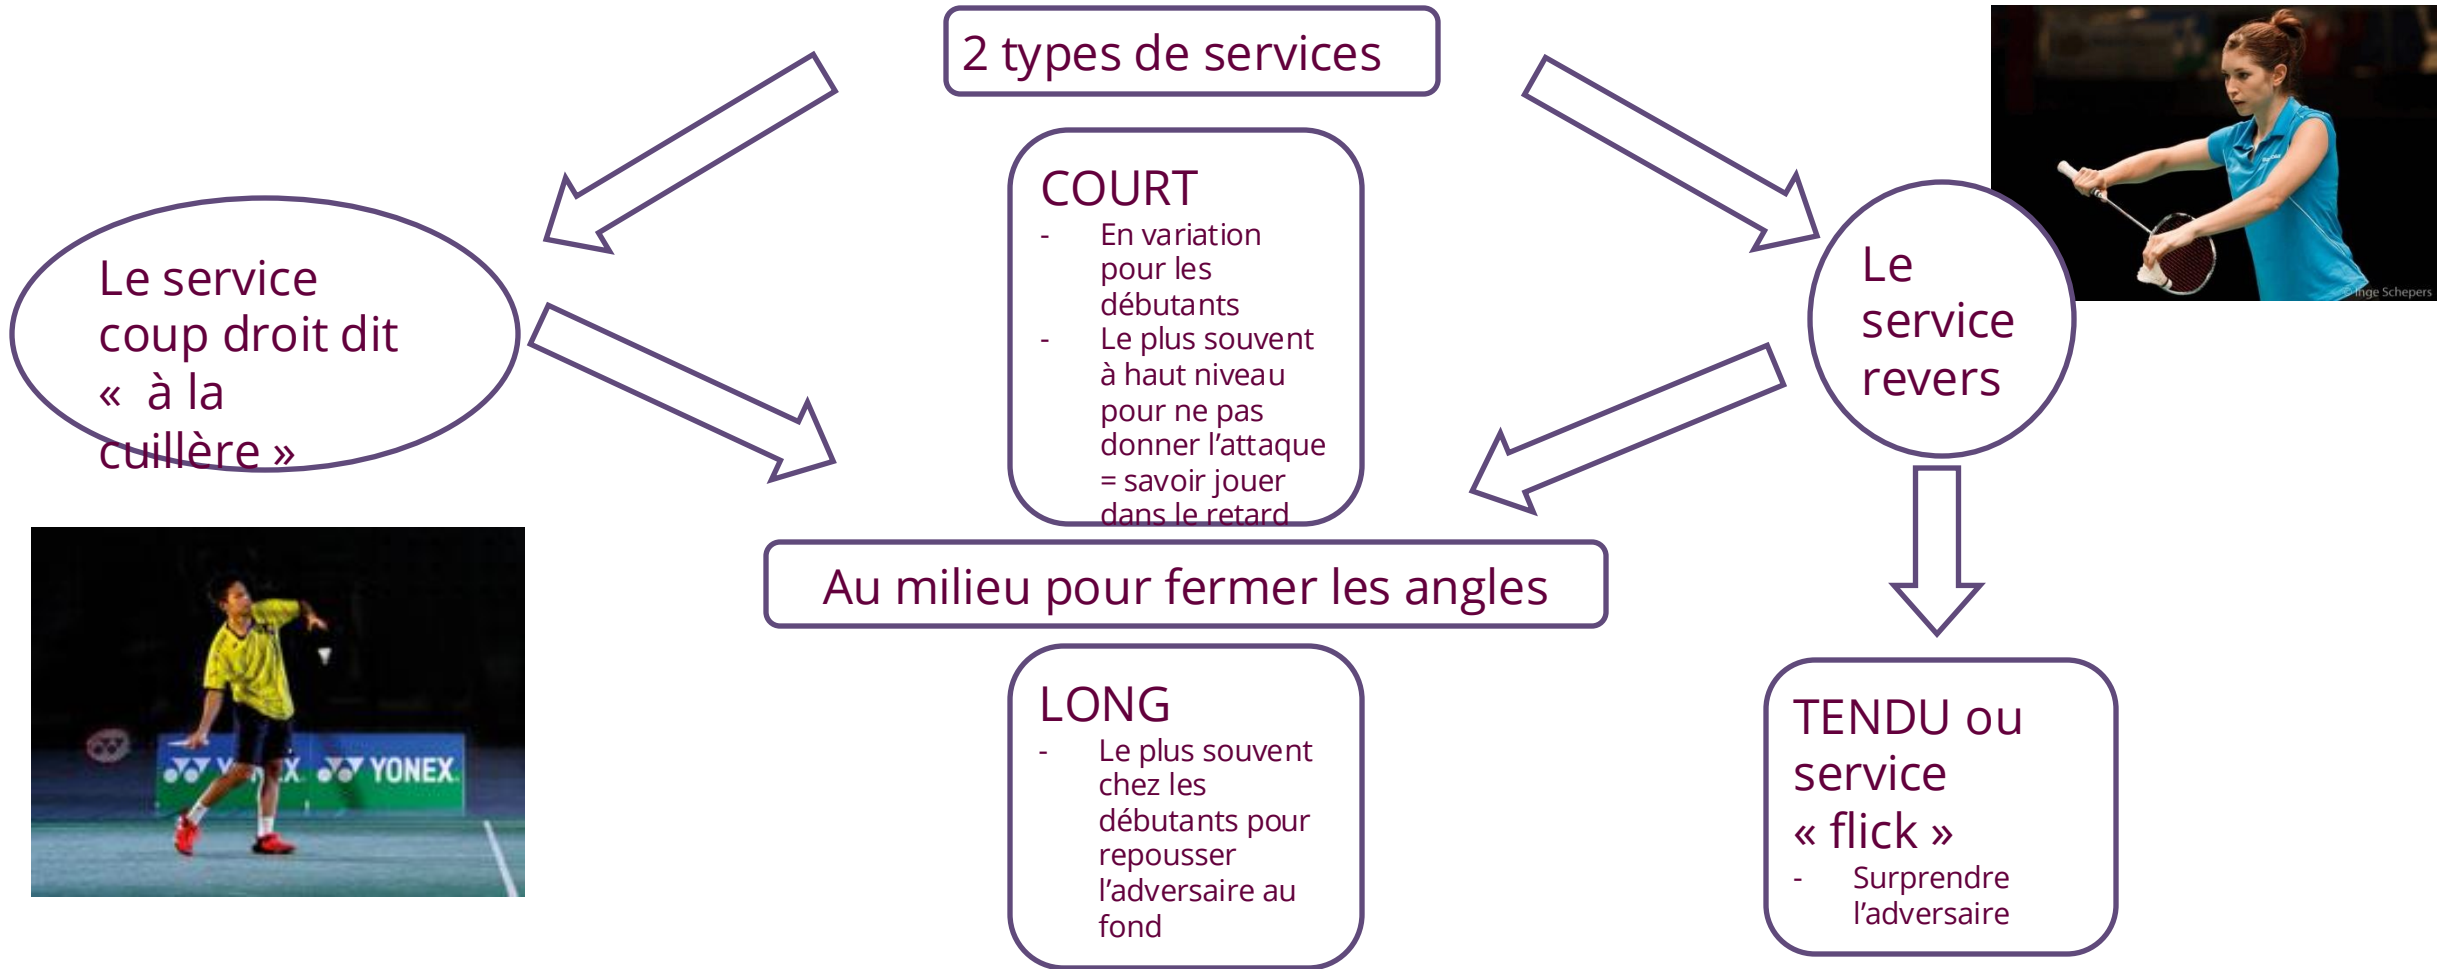 2 types de services
COURT
- En variation
pour les
débutants
- Le plus souvent
à haut niveau
pour ne pas
donner l’attaque
= savoir jouer
dans le retard
Le service
coup droit dit
« à la
cuillère »
Le
service
revers
© Inge Schepers
Au milieu pour fermer les angles
YONEX
LONG
- Le plus souvent
chez les
débutants pour
repousser
l’adversaire au
fond
TENDU ou
service
« flick »
- Surprendre
l’adversaire